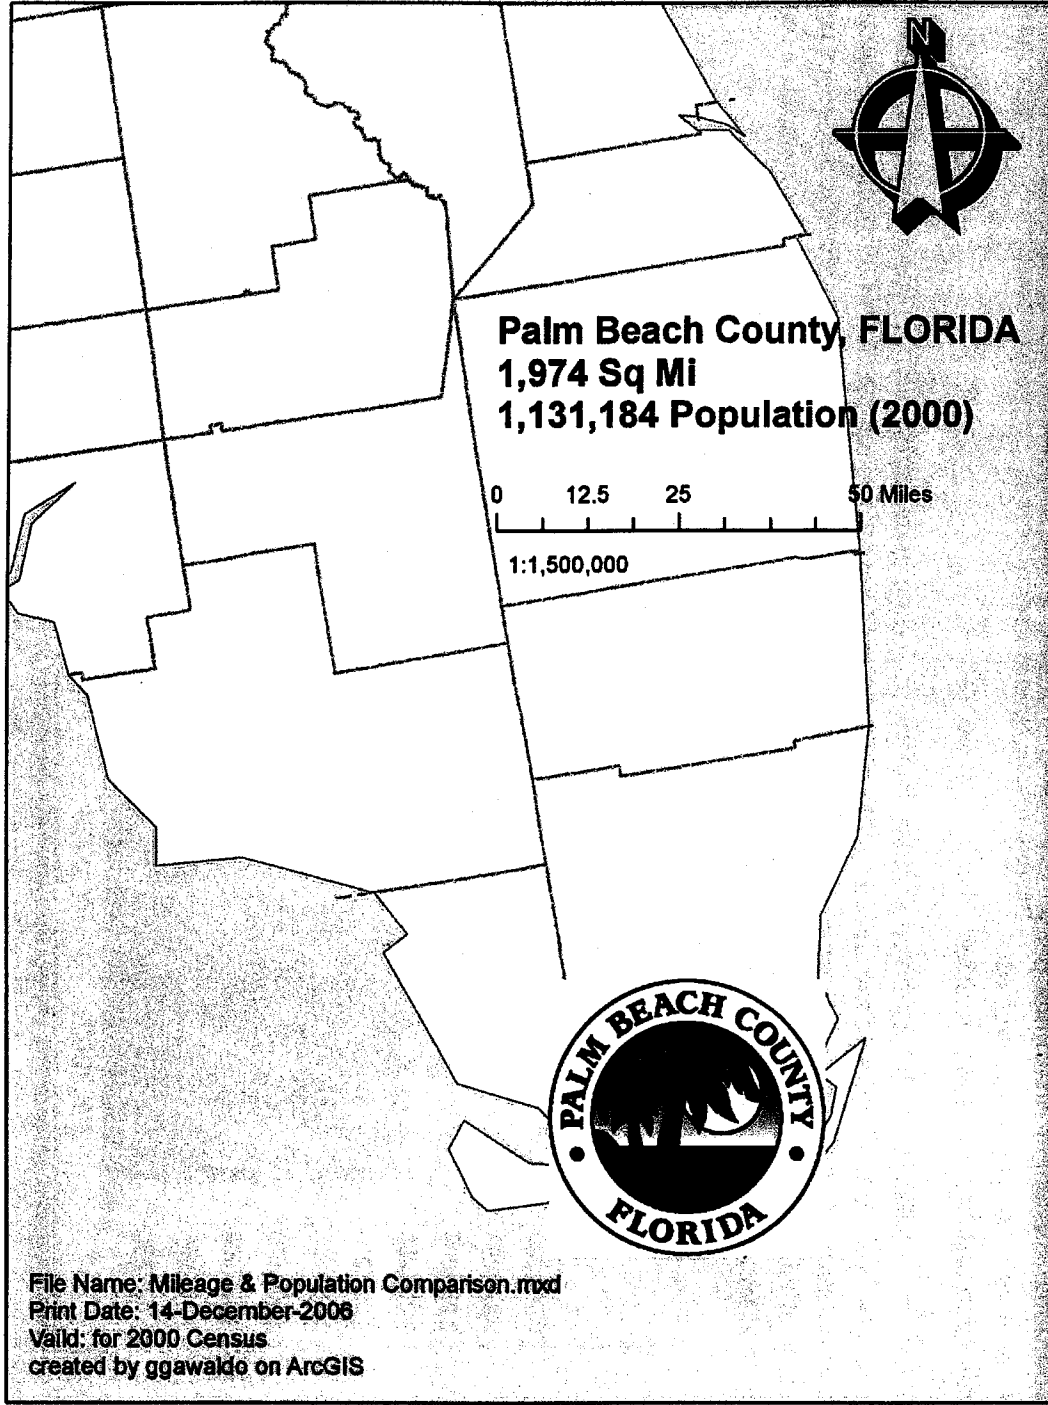 N
Palm Beach County, FLORIDA
1,974 Sq Mi
1,131,184 Population (2000)
0 12.5 25 50 Miles
1:1,500,000
PALM BEACH COUNTY
FLORIDA
File Name: Mileage & Population Comparison.mxd
Print Date: 14-December-2006
Vaild: for 2000 Census
created by ggawaldo on ArcGIS